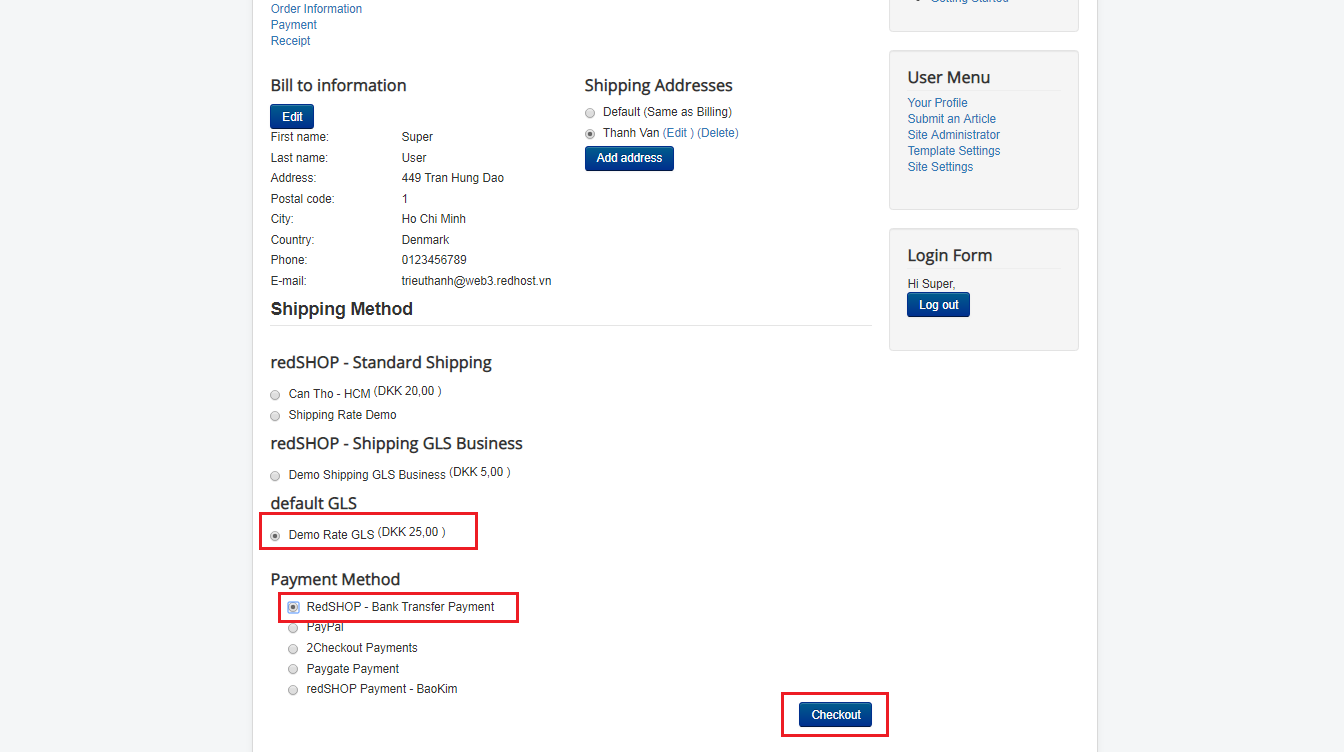 Order Information
Payment
Receipt
Bill to information
Edit
First name: Super
Last name: User
Address: 449 Tran Hung Dao
Postal code: 1
City: Ho Chi Minh
Country: Denmark
Phone: 0123456789
E-mail: trieuthanh@web3.redhost.vn
Shipping Addresses
Default (Same as Billing)
Thanh Van (Edit ) (Delete)
Add address
Shipping Method
redSHOP - Standard Shipping
Can Tho - HCM (DKK 20,00 )
Shipping Rate Demo
redSHOP - Shipping GLS Business
Demo Shipping GLS Business (DKK 5,00 )
default GLS
Demo Rate GLS (DKK 25,00 )
Payment Method
RedSHOP - Bank Transfer Payment
PayPal
2Checkout Payments
Paygate Payment
redSHOP Payment - BaoKim
Checkout
Getting Started
User Menu
Your Profile
Submit an Article
Site Administrator
Template Settings
Site Settings
Login Form
Hi Super,
Log out